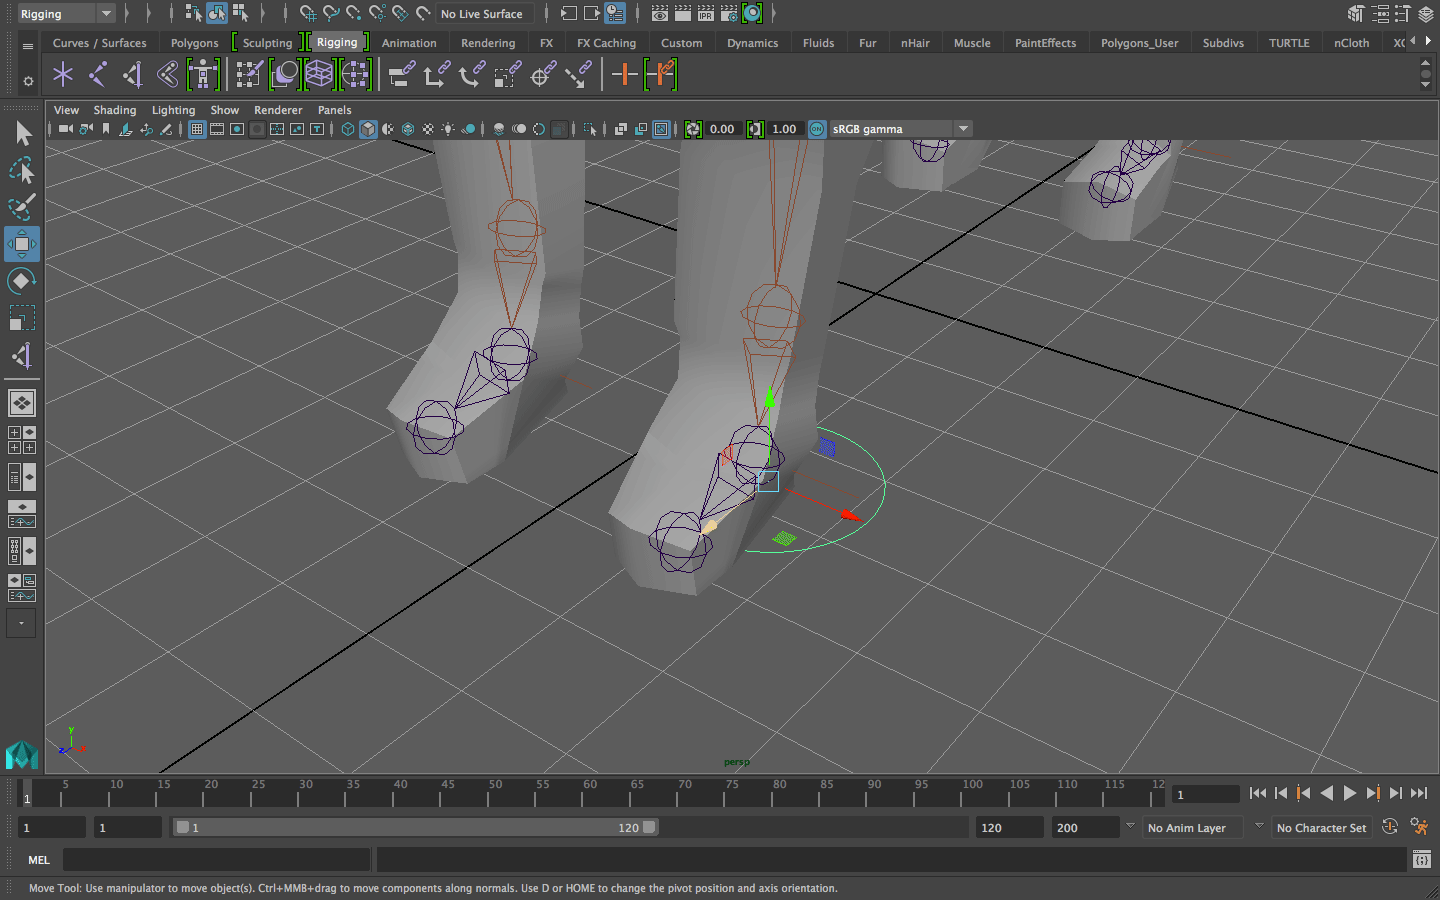 Rigging
No Live Surface
IPR
Curves / Surfaces Polygons Sculpting Rigging Animation Rendering FX FX Caching Custom Dynamics Fluids Fur nHair Muscle PaintEffects Polygons_User Subdivs TURTLE nCloth
View Shading Lighting Show Renderer Panels
0.00 1.00 ON sRGB gamma
y
z x
persp
5 10 15 20 25 30 35 40 45 50 55 60 65 70 75 80 85 90 95 100 105 110 115 12
1 1
1 1 1 120 120 200 No Anim Layer No Character Set
MEL
Move Tool: Use manipulator to move object(s). Ctrl+MMB+drag to move components along normals. Use D or HOME to change the pivot position and axis orientation.